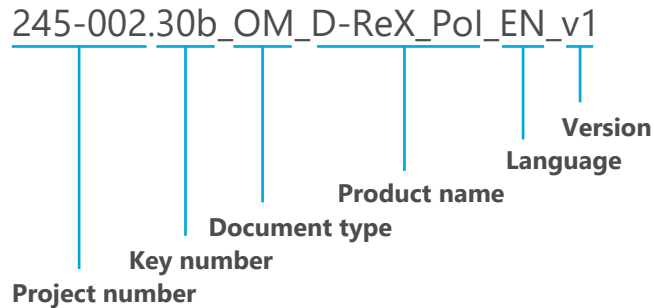 245-002.30b_OM_D-ReX_PoI_EN_v1
Version
Language
Product name
Document type
Key number
Project number